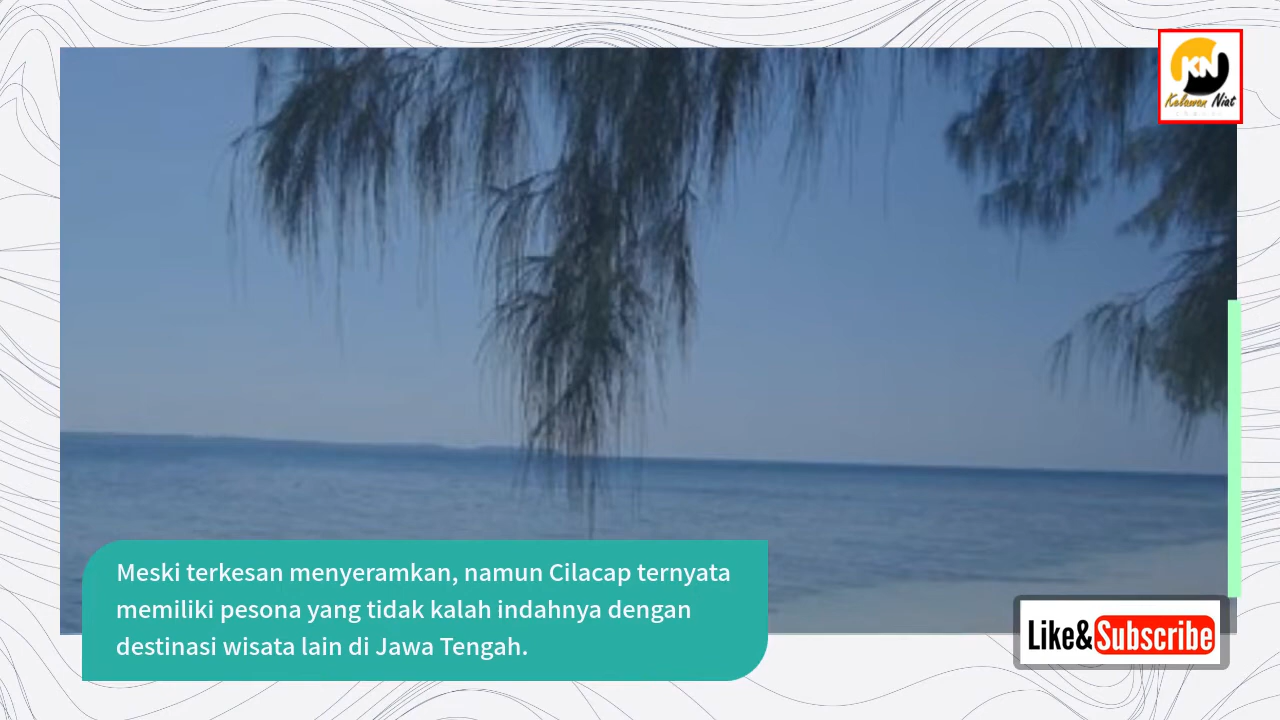 KN
Kelawan Niat
Meski terkesan menyeramkan, namun Cilacap ternyata
memiliki pesona yang tidak kalah indahnya dengan
destinasi wisata lain di Jawa Tengah.
Like& Subscribe